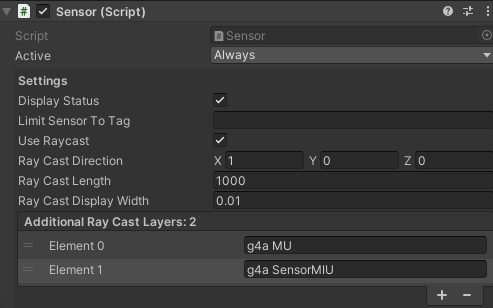 Sensor (Script)
Script Sensor
Active Always
Settings
Display Status
Limit Sensor To Tag
Use Raycast
Ray Cast Direction X 1 Y 0 Z 0
Ray Cast Length 1000
Ray Cast Display Width 0.01
Additional Ray Cast Layers: 2
Element 0 g4a MU
Element 1 g4a SensorMIU